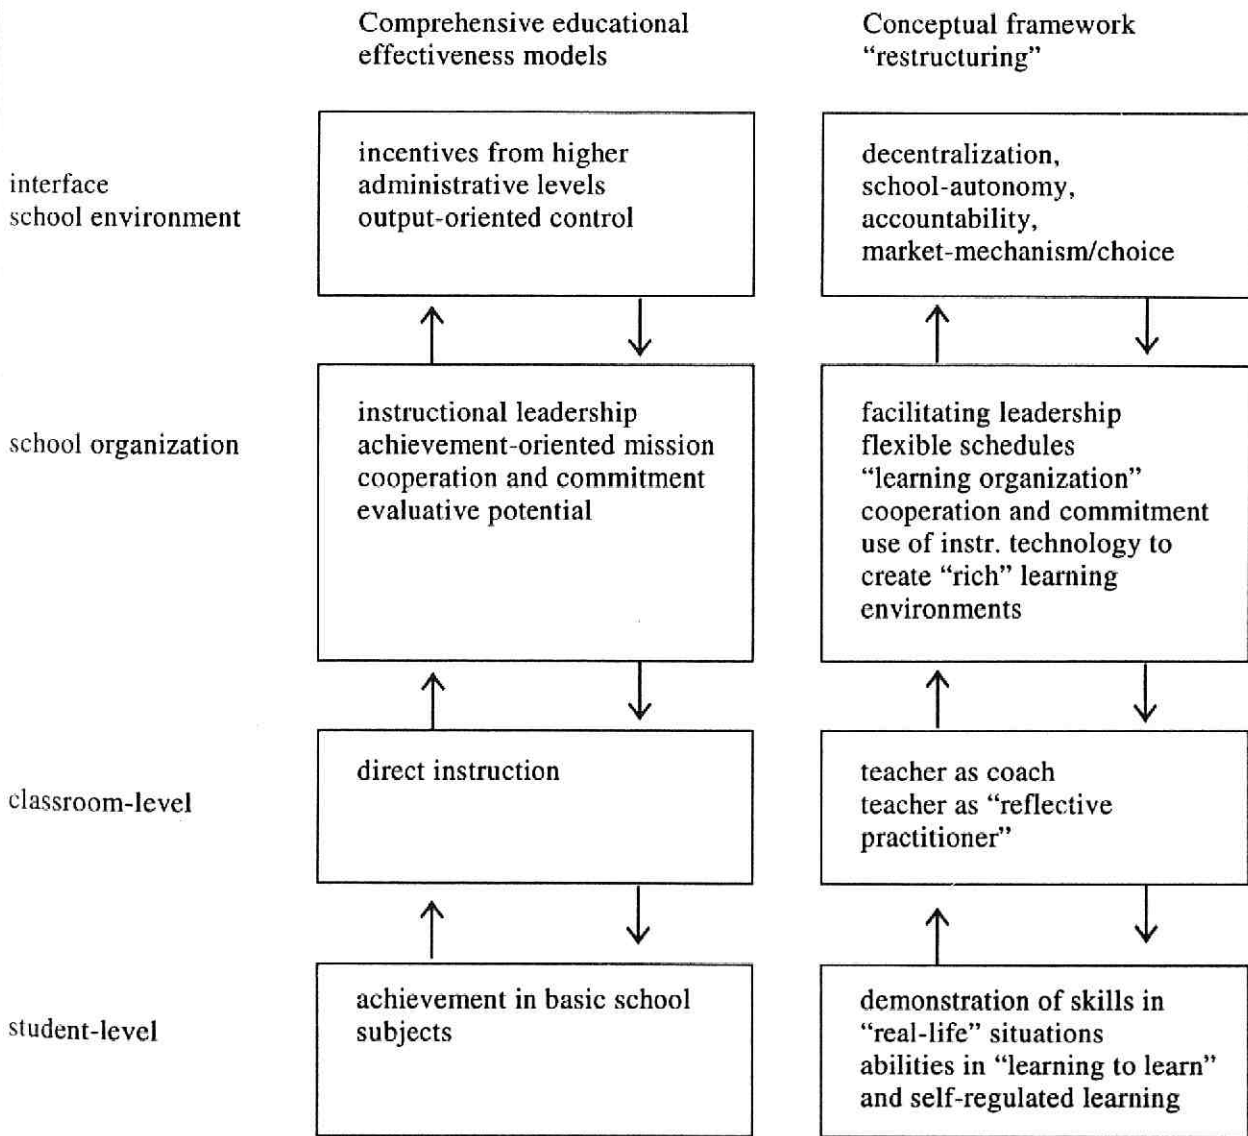 Comprehensive educational
effectiveness models
Conceptual framework
“restructuring”
interface
school environment
incentives from higher
administrative levels
output-oriented control
decentralization,
school-autonomy,
accountability,
market-mechanism/choice
school organization
instructional leadership
achievement-oriented mission
cooperation and commitment
evaluative potential
facilitating leadership
flexible schedules
“learning organization”
cooperation and commitment
use of instr. technology to
create “rich” learning
environments
classroom-level
direct instruction
teacher as coach
teacher as “reflective
practitioner”
student-level
achievement in basic school
subjects
demonstration of skills in
“real-life” situations
abilities in “learning to learn”
and self-regulated learning